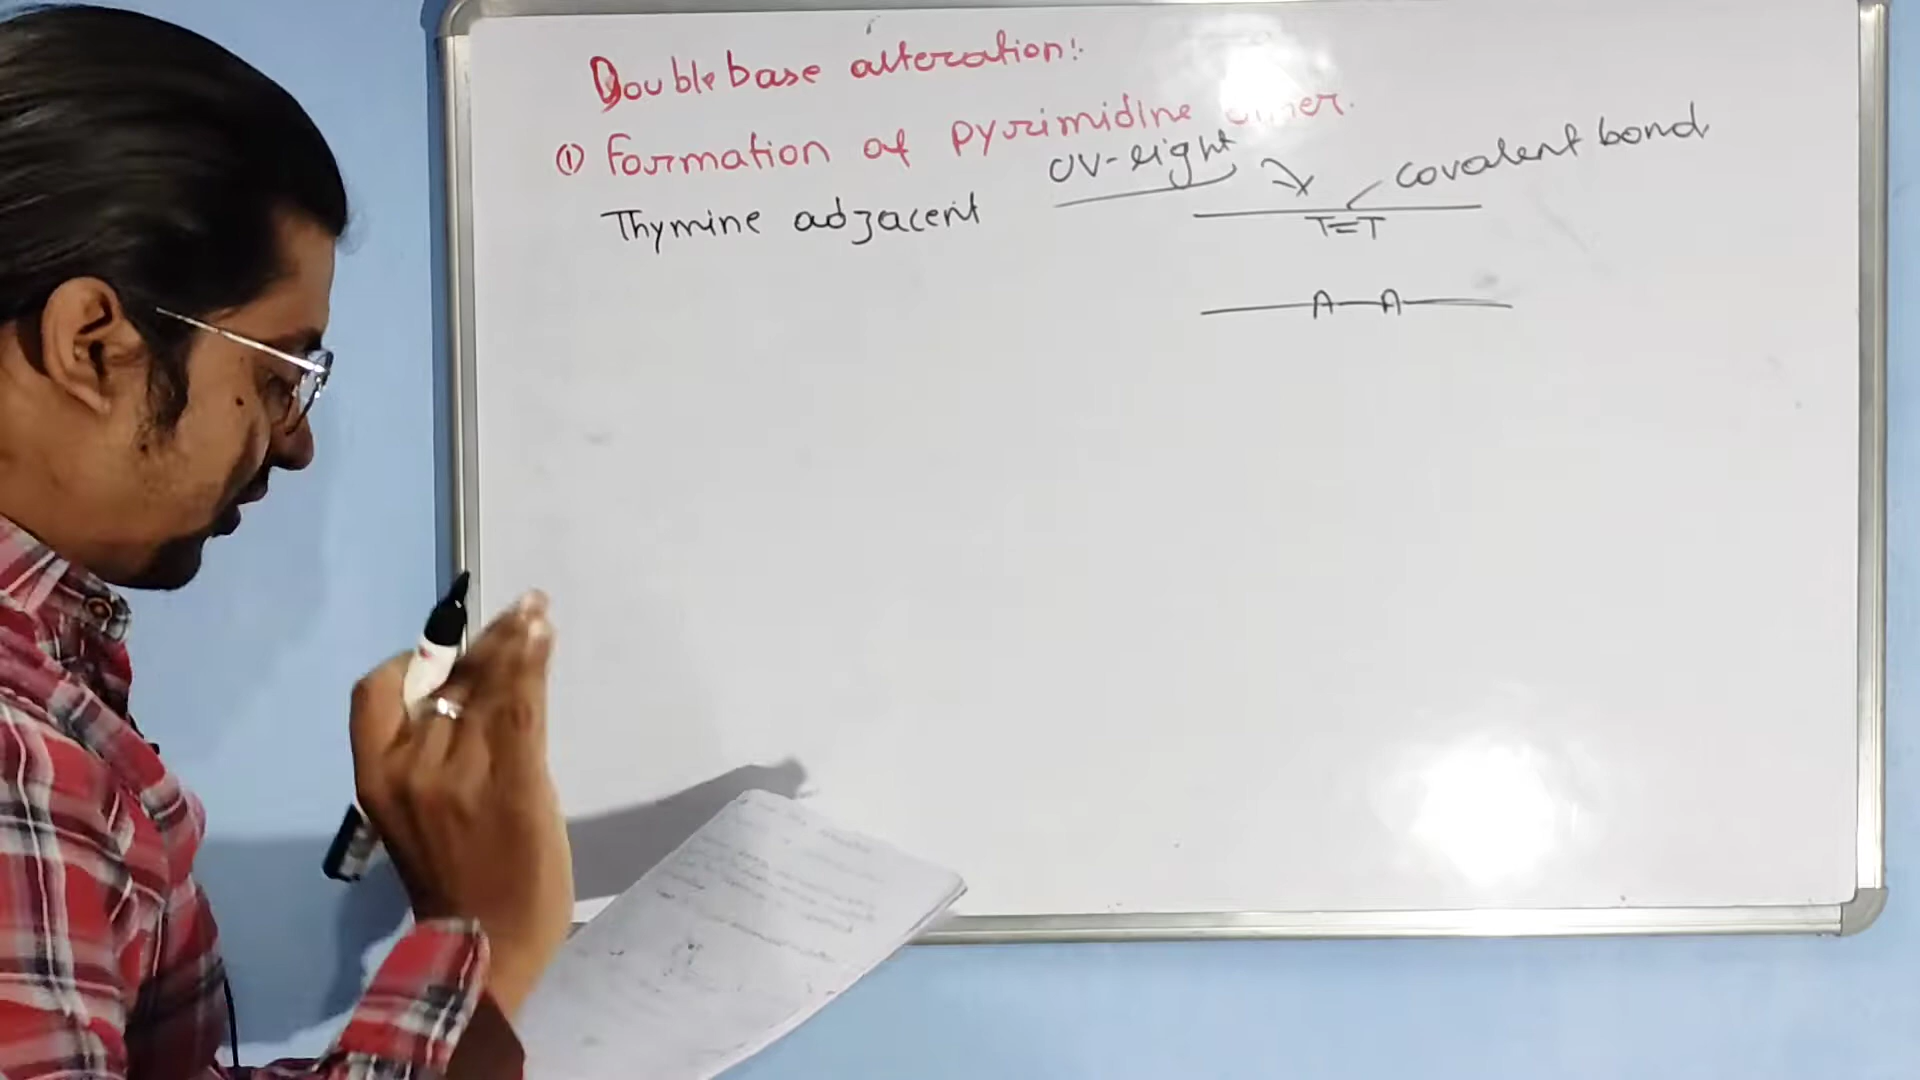 Double base alteration:
① Formation of pyrimidine dimer.
UV-light
covalent bond
Thymine adjacent
T=T
A A